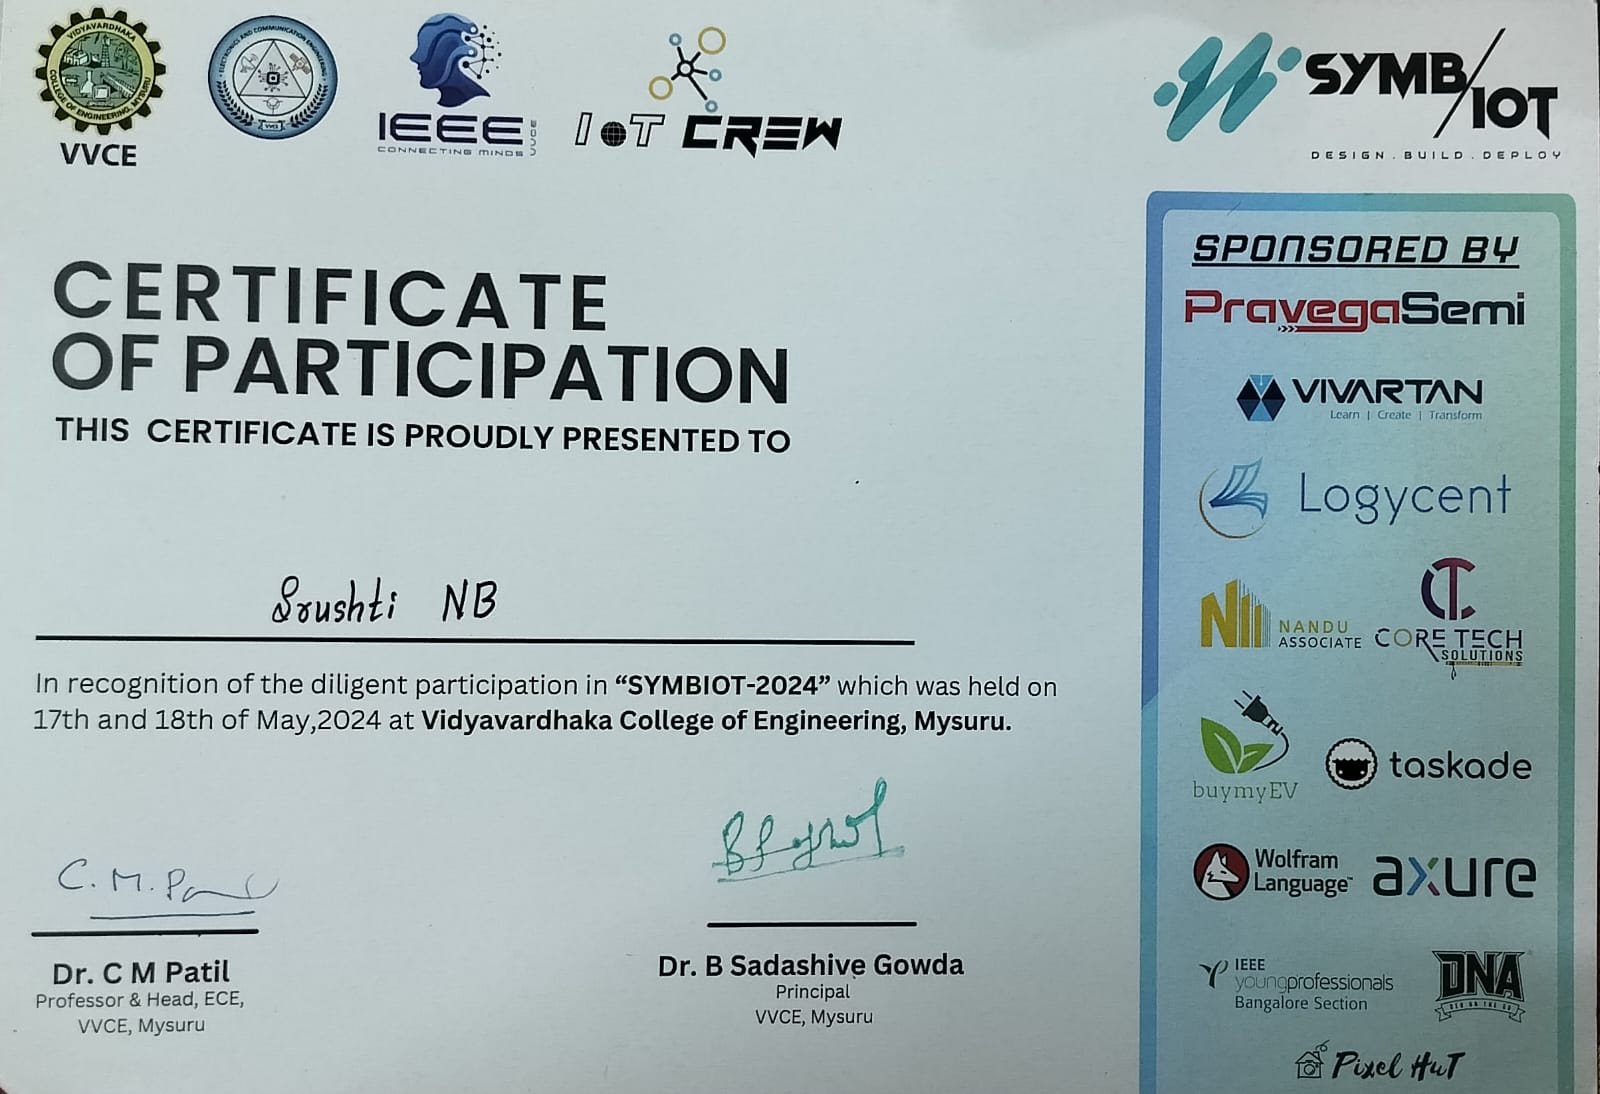 VIDYAVARDHAKA
COLLEGE OF ENGINEERING, MYSURU
VVCE
ELECTRONICS AND COMMUNICATION ENGINEERING
VVCE
IEEE VVCE
CONNECTING MINDS
IoT CREW
SYMB/IOT
DESIGN.BUILD.DEPLOY
CERTIFICATE
OF PARTICIPATION
THIS CERTIFICATE IS PROUDLY PRESENTED TO
Srushti NB
In recognition of the diligent participation in “SYMBIOT-2024” which was held on
17th and 18th of May,2024 at Vidyavardhaka College of Engineering, Mysuru.
C. M. Patil
Dr. C M Patil
Professor & Head, ECE,
VVCE, Mysuru
Dr. B Sadashive Gowda
Principal
VVCE, Mysuru
SPONSORED BY
PravegaSemi
VIVARTAN
Learn | Create | Transform
Logycent
NANDU
ASSOCIATE
CORE TECH
SOLUTIONS
buymyEV
taskade
Wolfram
Language™
axure
IEEE
youngprofessionals
Bangalore Section
DNA
Pixel HuT